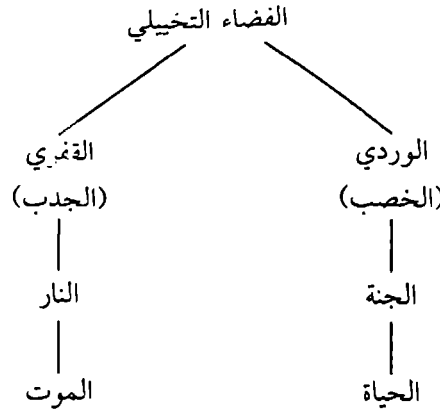 الفضاء التخييلي
الوردي القفري
(الخصب) (الجدب)
الجنة النار
الحياة الموت